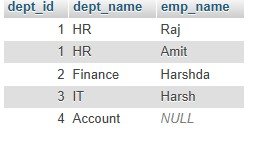 dept_id dept_name emp_name
1 HR Raj
1 HR Amit
2 Finance Harshda
3 IT Harsh
4 Account NULL